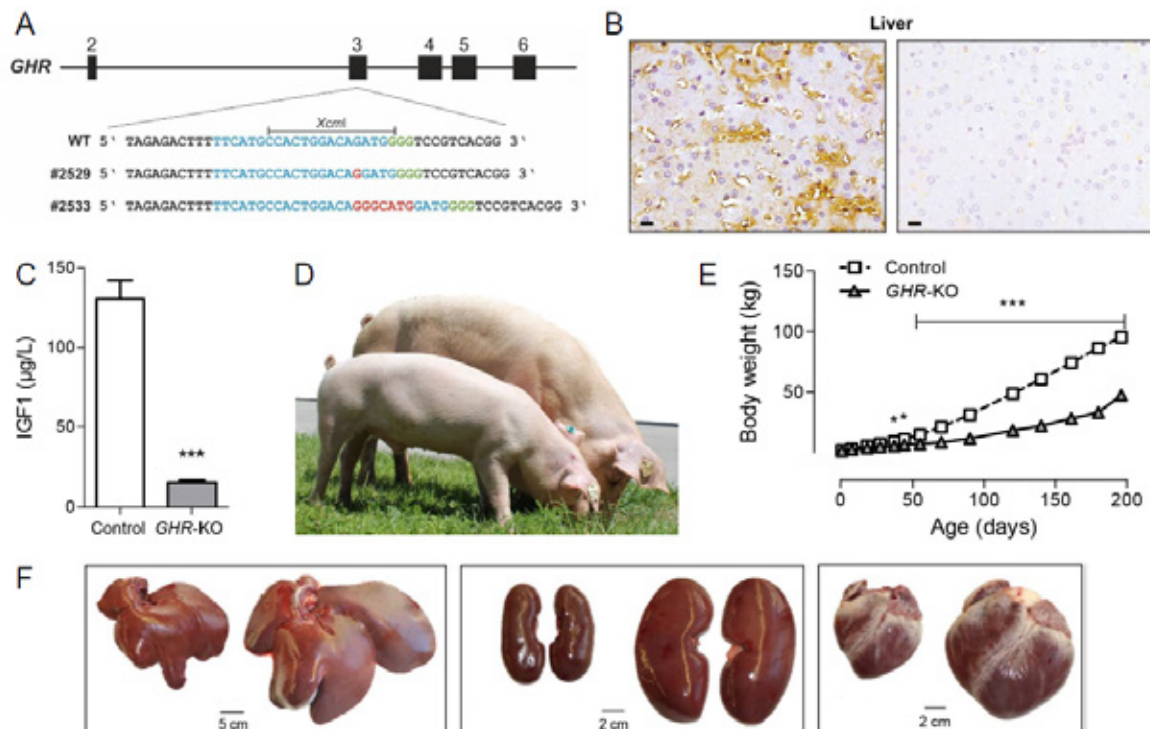 A
2
3
4
5
6
GHR
XcmI
WT 5' TAGAGACTTTTTCATGCCACTGGACAGATGGGGTCCGTCACGG 3'
#2529 5' TAGAGACTTTTTCATGCCACTGGACAGGATGGGGTCCGTCACGG 3'
#2533 5' TAGAGACTTTTTCATGCCACTGGACAGGGCATGGATGGGGTCCGTCACGG 3'
B
Liver
C
150
100
50
0
IGF1 (µg/L)
***
Control GHR-KO
D
E
Control
GHR-KO
150
100
50
Body weight (kg)
***
**
0 50 100 150 200
Age (days)
F
5 cm
2 cm
2 cm